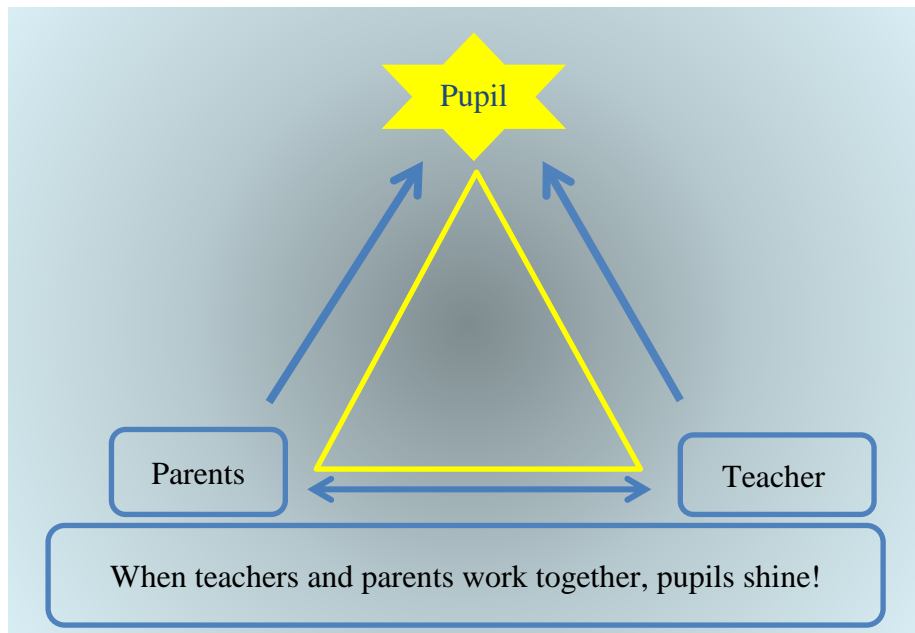 Pupil
Parents
Teacher
When teachers and parents work together, pupils shine!